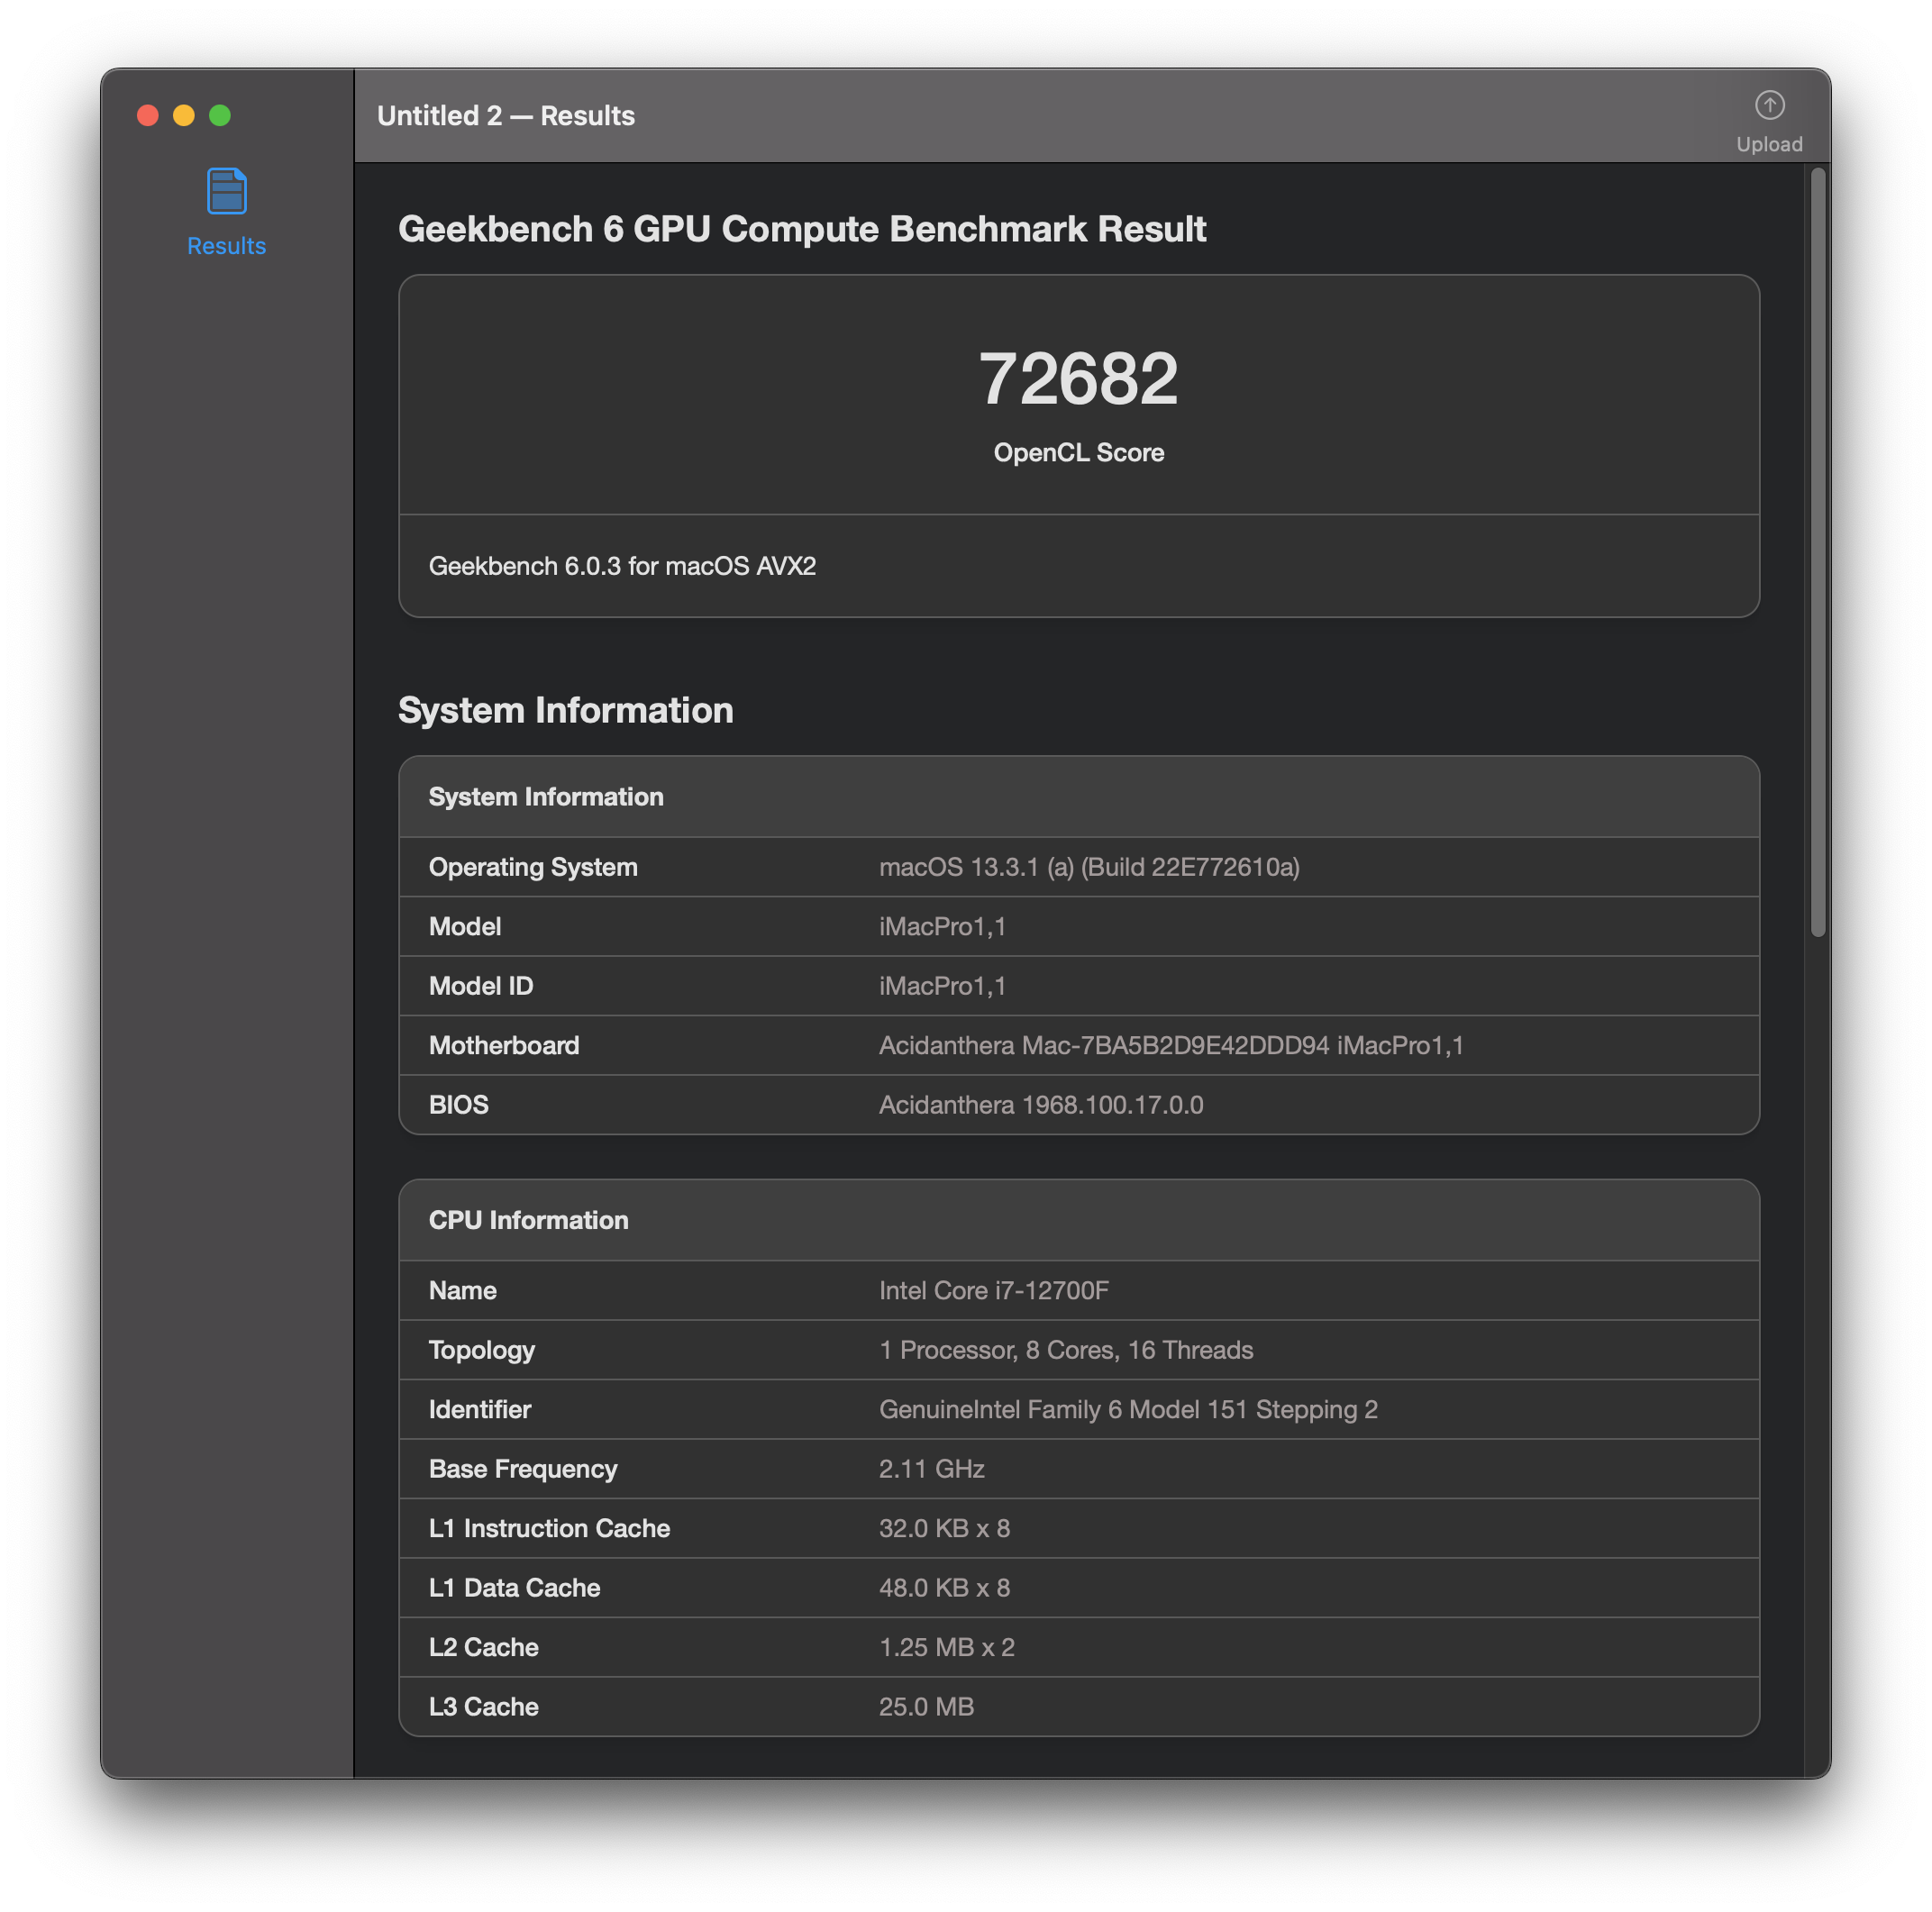 Untitled 2 — Results
Upload
Results
Geekbench 6 GPU Compute Benchmark Result
72682
OpenCL Score
Geekbench 6.0.3 for macOS AVX2
System Information
System Information
Operating System macOS 13.3.1 (a) (Build 22E772610a)
Model iMacPro1,1
Model ID iMacPro1,1
Motherboard Acidanthera Mac-7BA5B2D9E42DDD94 iMacPro1,1
BIOS Acidanthera 1968.100.17.0.0
CPU Information
Name Intel Core i7-12700F
Topology 1 Processor, 8 Cores, 16 Threads
Identifier GenuineIntel Family 6 Model 151 Stepping 2
Base Frequency 2.11 GHz
L1 Instruction Cache 32.0 KB x 8
L1 Data Cache 48.0 KB x 8
L2 Cache 1.25 MB x 2
L3 Cache 25.0 MB